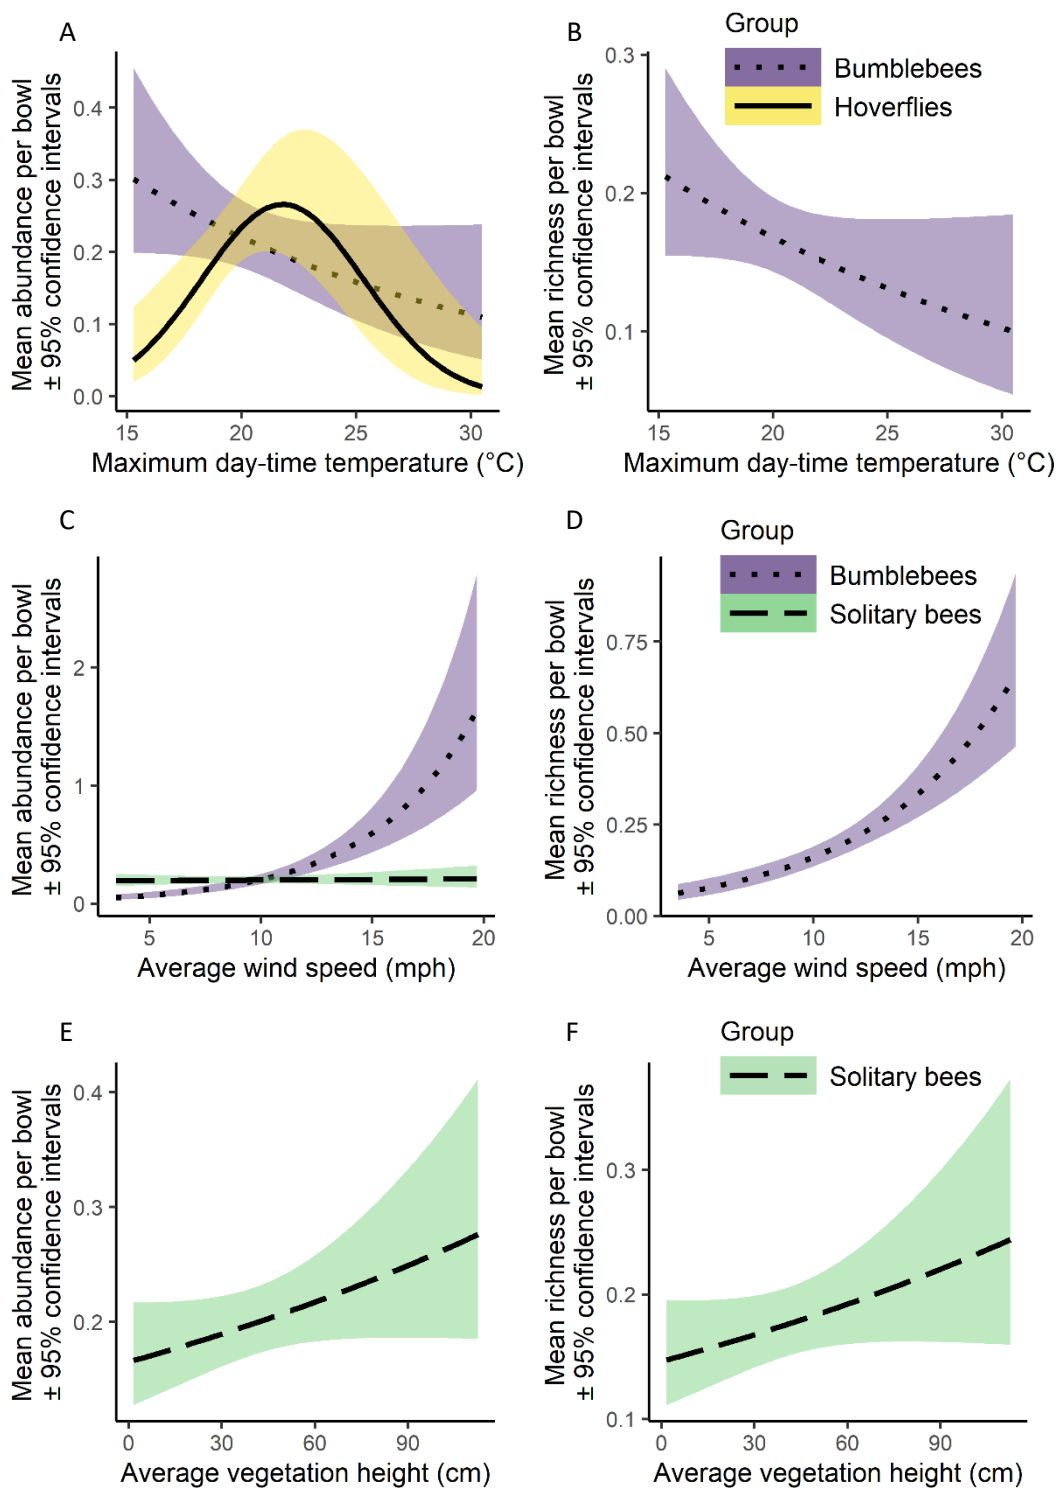 A
Mean abundance per bowl
± 95% confidence intervals
0.4
0.3
0.2
0.1
0.0
15
20
25
30
Maximum day-time temperature (°C)
B
Group
Bumblebees
Hoverflies
Mean richness per bowl
± 95% confidence intervals
0.3
0.2
0.1
15
20
25
30
Maximum day-time temperature (°C)
C
Mean abundance per bowl
± 95% confidence intervals
2
1
0
5
10
15
20
Average wind speed (mph)
D
Group
Bumblebees
Solitary bees
Mean richness per bowl
± 95% confidence intervals
0.75
0.50
0.25
0.00
5
10
15
20
Average wind speed (mph)
E
Mean abundance per bowl
± 95% confidence intervals
0.4
0.3
0.2
0
30
60
90
Average vegetation height (cm)
F
Group
Solitary bees
Mean richness per bowl
± 95% confidence intervals
0.3
0.2
0.1
0
30
60
90
Average vegetation height (cm)